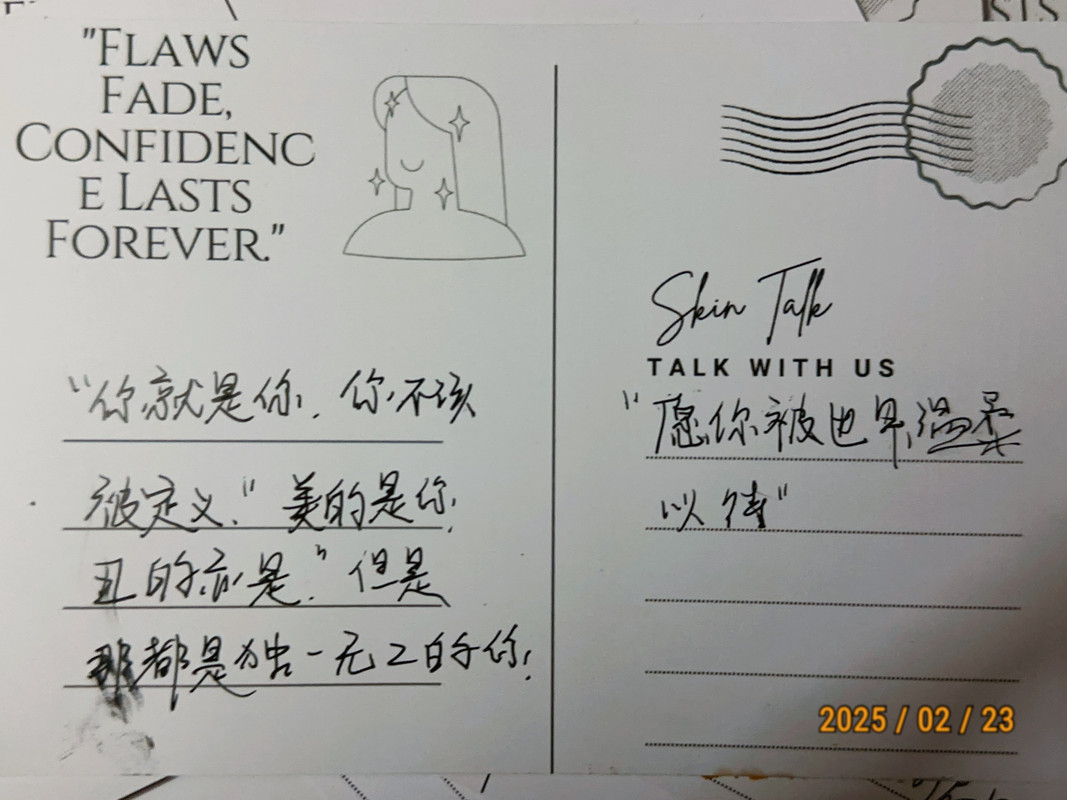 "FLAWS
FADE,
CONFIDENC
E LASTS
FOREVER."
"你就是你，你不该
被定义." 美的是你,
丑的亦是." 但是
那都是独一无二的你,
Skin Talk
TALK WITH US
"愿你被世界温柔
以待"
2025 / 02 / 23